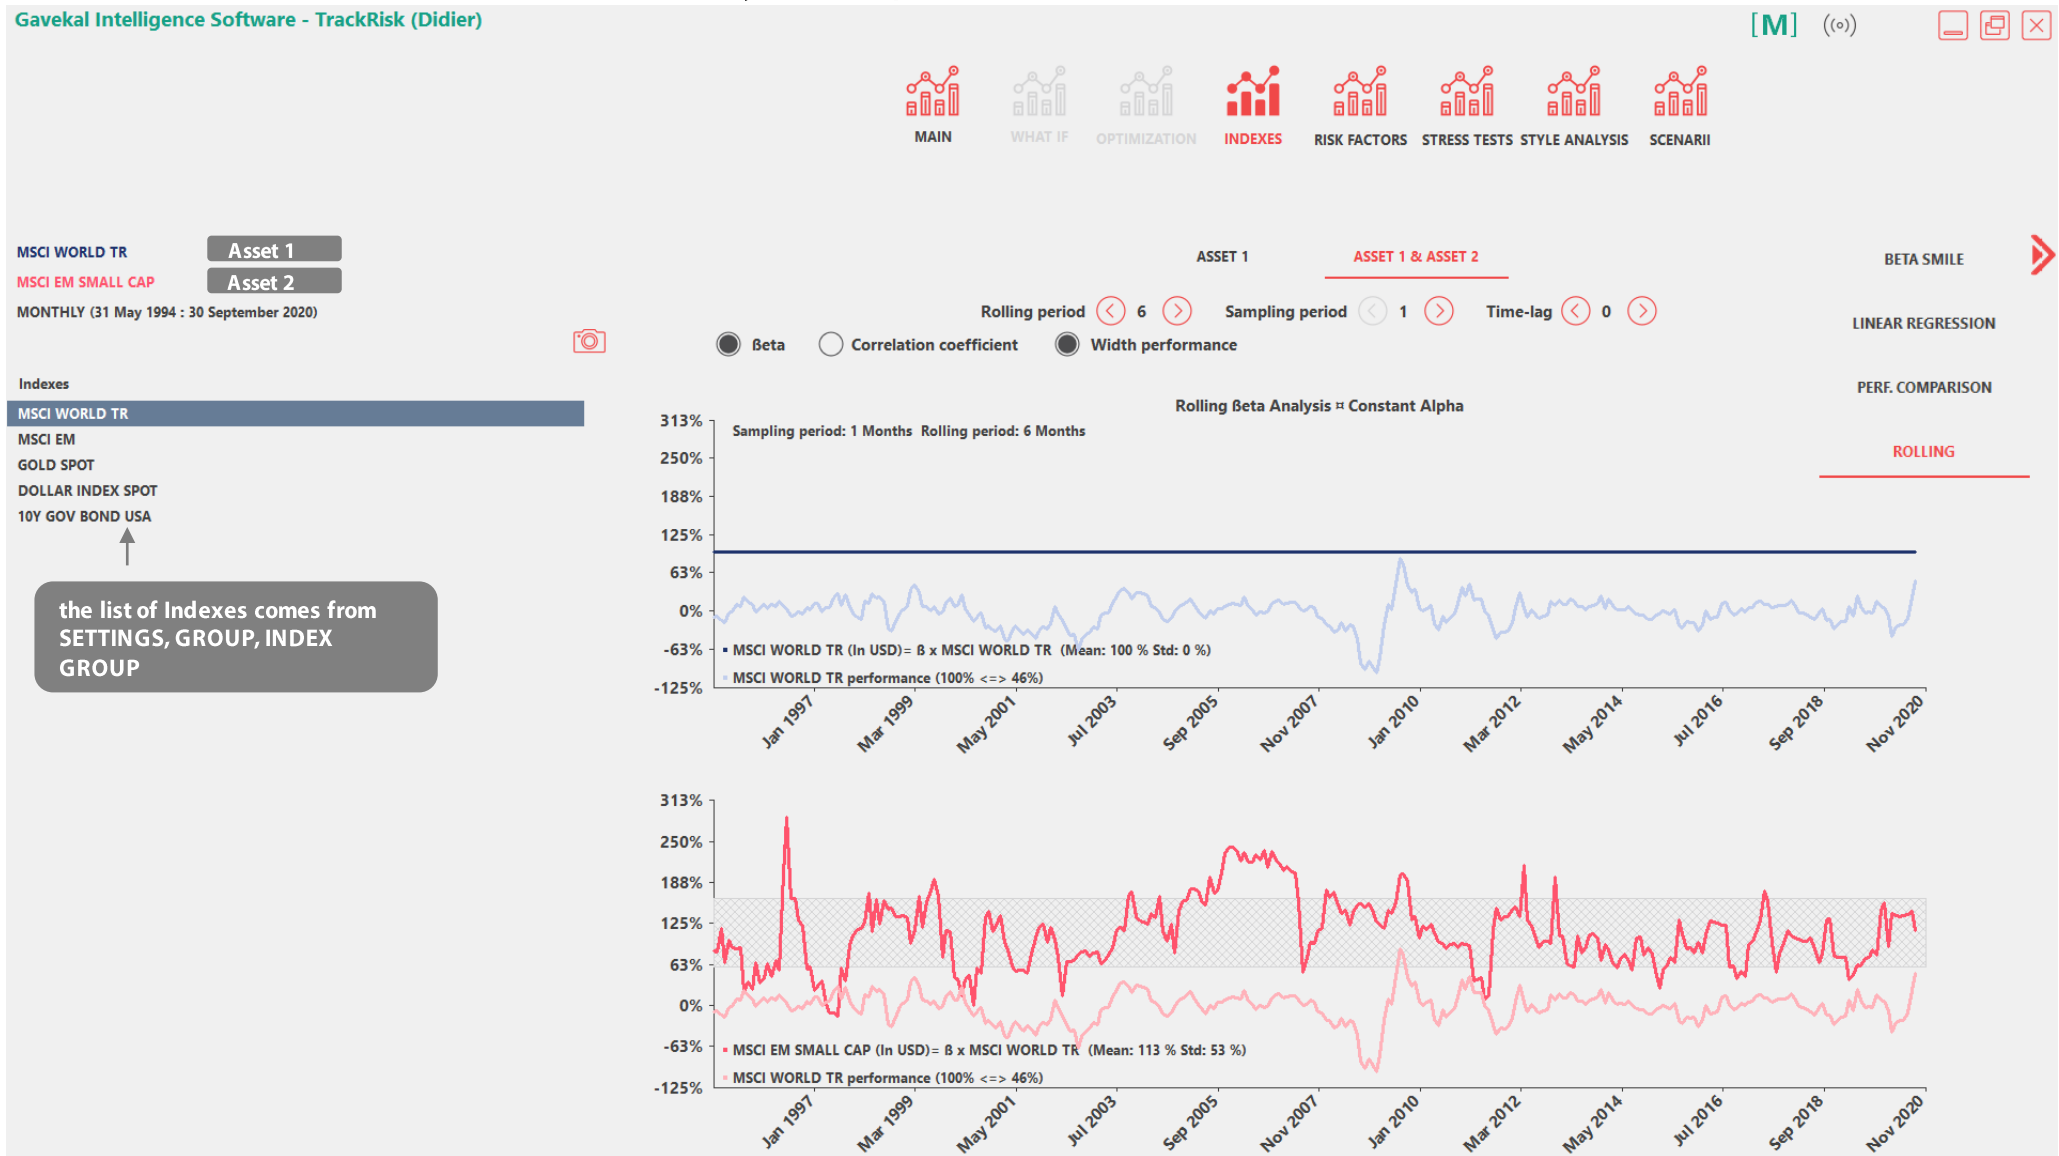 Gavekal Intelligence Software - TrackRisk (Didier)
[M]
MAIN
WHAT IF
OPTIMIZATION
INDEXES
RISK FACTORS
STRESS TESTS
STYLE ANALYSIS
SCENARII
MSCI WORLD TR
Asset 1
MSCI EM SMALL CAP
Asset 2
MONTHLY (31 May 1994 : 30 September 2020)
Indexes
MSCI WORLD TR
MSCI EM
GOLD SPOT
DOLLAR INDEX SPOT
10Y GOV BOND USA
the list of Indexes comes from
SETTINGS, GROUP, INDEX
GROUP
ASSET 1
ASSET 1 & ASSET 2
Rolling period 6
Sampling period 1
Time-lag 0
ßeta
Correlation coefficient
Width performance
BETA SMILE
LINEAR REGRESSION
PERF. COMPARISON
ROLLING
Rolling ßeta Analysis ¤ Constant Alpha
Sampling period: 1 Months Rolling period: 6 Months
313%
250%
188%
125%
63%
0%
-63%
-125%
MSCI WORLD TR (In USD)= ß x MSCI WORLD TR (Mean: 100 % Std: 0 %)
MSCI WORLD TR performance (100% <=> 46%)
Jan 1997
Mar 1999
May 2001
Jul 2003
Sep 2005
Nov 2007
Jan 2010
Mar 2012
May 2014
Jul 2016
Sep 2018
Nov 2020
313%
250%
188%
125%
63%
0%
-63%
-125%
MSCI EM SMALL CAP (In USD)= ß x MSCI WORLD TR (Mean: 113 % Std: 53 %)
MSCI WORLD TR performance (100% <=> 46%)
Jan 1997
Mar 1999
May 2001
Jul 2003
Sep 2005
Nov 2007
Jan 2010
Mar 2012
May 2014
Jul 2016
Sep 2018
Nov 2020